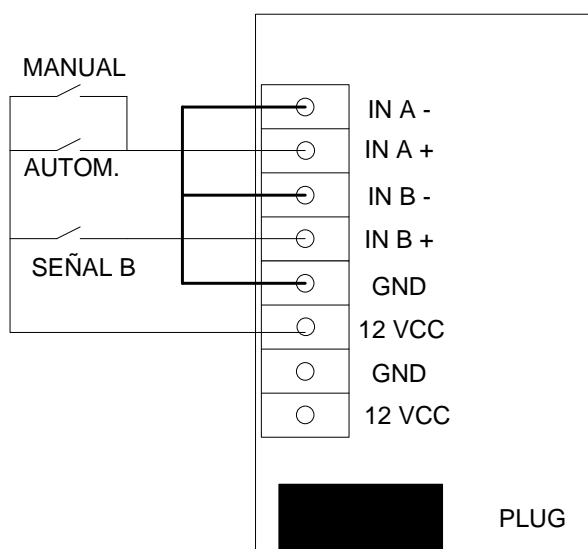 MANUAL
IN A -
IN A +
AUTOM.
IN B -
IN B +
SEÑAL B
GND
12 VCC
GND
12 VCC
PLUG